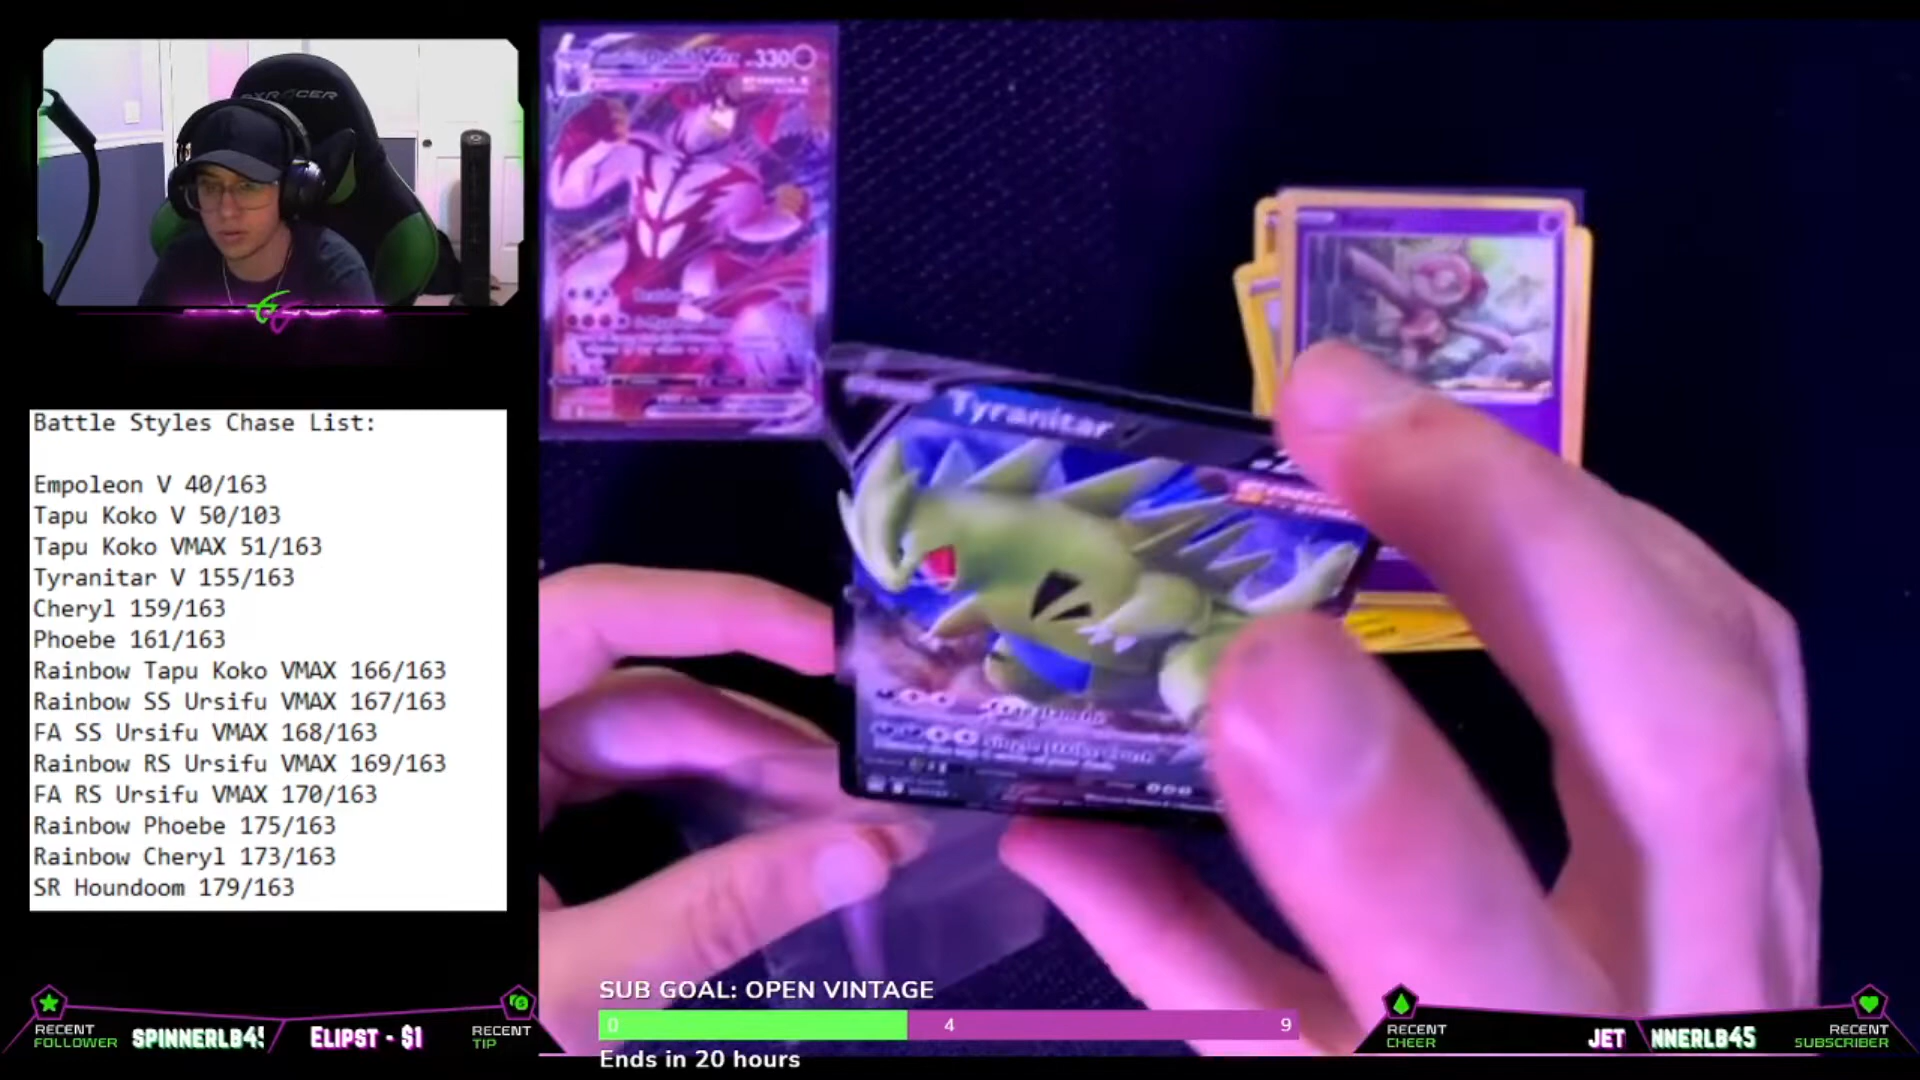 Battle Styles Chase List:
Empoleon V 40/163
Tapu Koko V 50/103
Tapu Koko VMAX 51/163
Tyranitar V 155/163
Cheryl 159/163
Phoebe 161/163
Rainbow Tapu Koko VMAX 166/163
Rainbow SS Ursifu VMAX 167/163
FA SS Ursifu VMAX 168/163
Rainbow RS Ursifu VMAX 169/163
FA RS Ursifu VMAX 170/163
Rainbow Phoebe 175/163
Rainbow Cheryl 173/163
SR Houndoom 179/163
330
Tyranitar
SUB GOAL: OPEN VINTAGE
0 4 9
Ends in 20 hours
RECENT
FOLLOWER
SPINNERLB45
ELIPST - $1
RECENT
TIP
RECENT
CHEER
JET
NNERLB45
RECENT
SUBSCRIBER